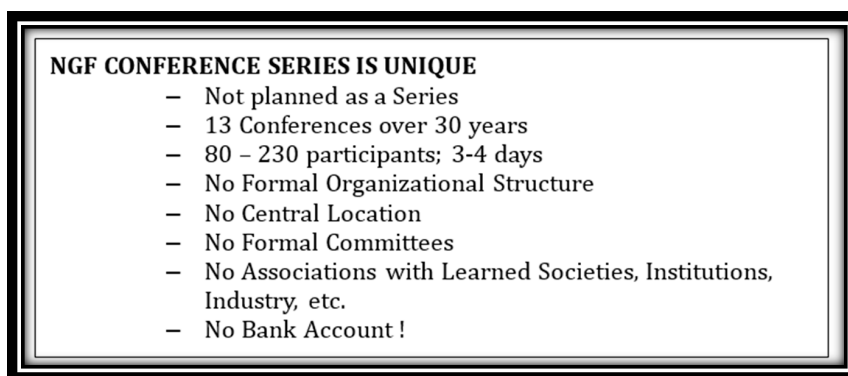 NGF CONFERENCE SERIES IS UNIQUE
– Not planned as a Series
– 13 Conferences over 30 years
– 80 – 230 participants; 3-4 days
– No Formal Organizational Structure
– No Central Location
– No Formal Committees
– No Associations with Learned Societies, Institutions,
Industry, etc.
– No Bank Account !